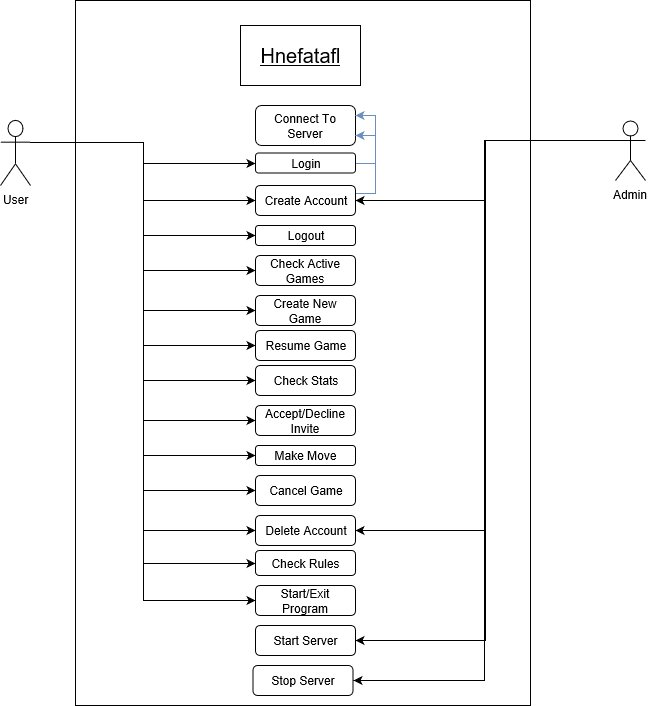 Hnefatafl
Connect To
Server
Login
Create Account
Logout
Check Active
Games
Create New
Game
Resume Game
Check Stats
Accept/Decline
Invite
Make Move
Cancel Game
Delete Account
Check Rules
Start/Exit
Program
Start Server
Stop Server
User
Admin